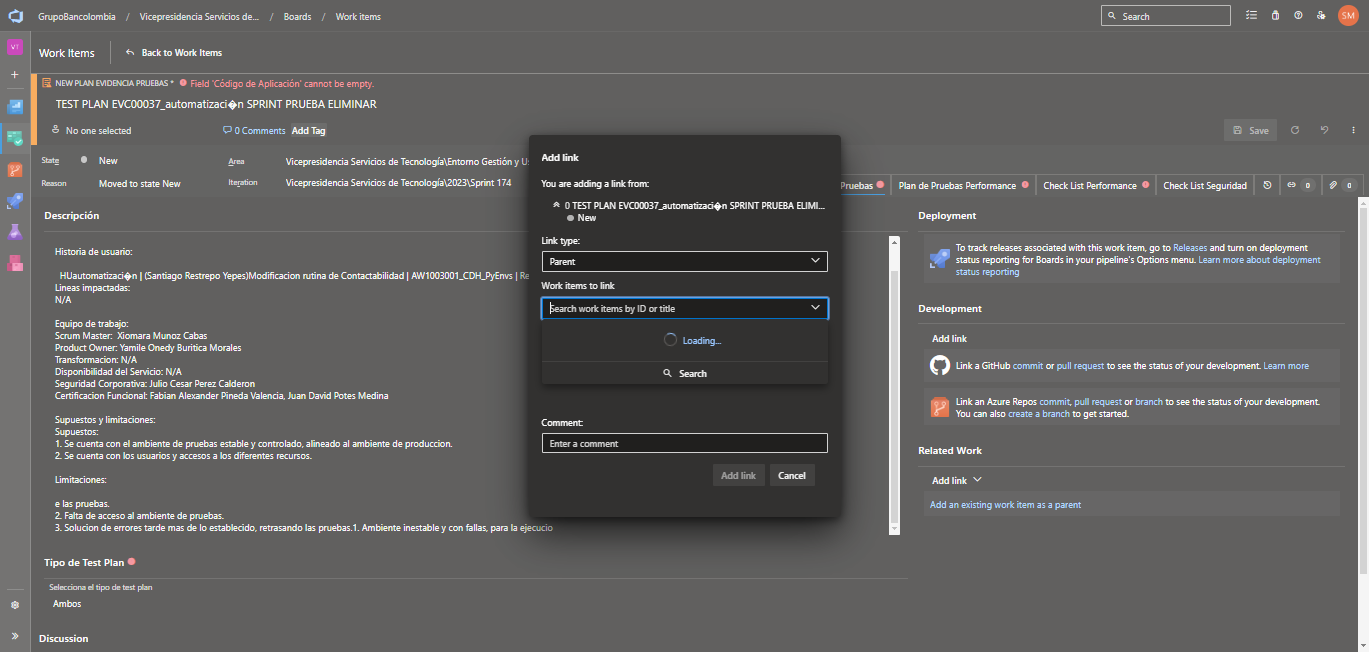 GrupoBancolombia / Vicepresidencia Servicios de... / Boards / Work items
Search
SM
VT
Work Items
Back to Work Items
NEW PLAN EVIDENCIA PRUEBAS * Field 'Código de Aplicación' cannot be empty.
TEST PLAN EVC00037_automatizaci�n SPRINT PRUEBA ELIMINAR
No one selected
0 Comments
Add Tag
Save
State
New
Area
Vicepresidencia Servicios de Tecnología\Entorno Gestión y Us
Reason
Moved to state New
Iteration
Vicepresidencia Servicios de Tecnología\2023\Sprint 174
Pruebas
Plan de Pruebas Performance
Check List Performance
Check List Seguridad
0
0
Descripción
Historia de usuario:
HUautomatizaci�n | (Santiago Restrepo Yepes)Modificacion rutina de Contactabilidad | AW1003001_CDH_PyEnvs | Re
Lineas impactadas:
N/A
Equipo de trabajo:
Scrum Master: Xiomara Munoz Cabas
Product Owner: Yamile Onedy Buritica Morales
Transformacion: N/A
Disponibilidad del Servicio: N/A
Seguridad Corporativa: Julio Cesar Perez Calderon
Certificacion Funcional: Fabian Alexander Pineda Valencia, Juan David Potes Medina
Supuestos y limitaciones:
Supuestos:
1. Se cuenta con el ambiente de pruebas estable y controlado, alineado al ambiente de produccion.
2. Se cuenta con los usuarios y accesos a los diferentes recursos.
Limitaciones:
e las pruebas.
2. Falta de acceso al ambiente de pruebas.
3. Solucion de errores tarde mas de lo establecido, retrasando las pruebas.1. Ambiente inestable y con fallas, para la ejecucio
Tipo de Test Plan
Selecciona el tipo de test plan
Ambos
Discussion
Add link
You are adding a link from:
0 TEST PLAN EVC00037_automatizaci�n SPRINT PRUEBA ELIMI...
New
Link type:
Parent
Work items to link
Search work items by ID or title
Loading...
Search
Comment:
Enter a comment
Add link
Cancel
Deployment
To track releases associated with this work item, go to Releases and turn on deployment
status reporting for Boards in your pipeline's Options menu. Learn more about deployment
status reporting
Development
Add link
Link a GitHub commit or pull request to see the status of your development. Learn more
Link an Azure Repos commit, pull request or branch to see the status of your development.
You can also create a branch to get started.
Related Work
Add link
Add an existing work item as a parent